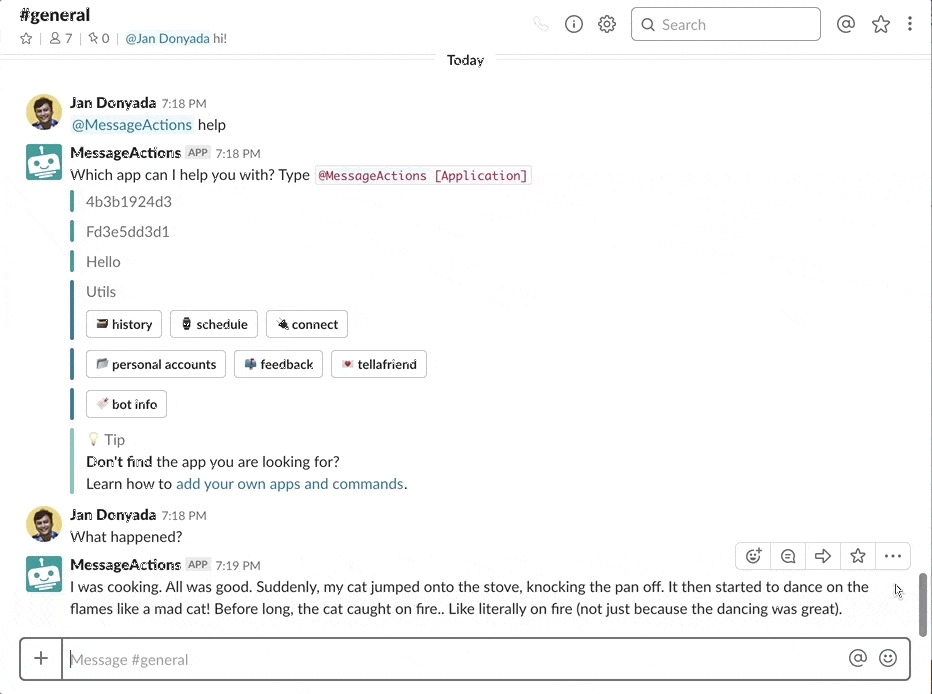 #general
7 | 0 | @Jan Donyada hi!
Search
Today
Jan Donyada 7:18 PM
@MessageActions help
MessageActions APP 7:18 PM
Which app can I help you with? Type @MessageActions [Application]
4b3b1924d3
Fd3e5dd3d1
Hello
Utils
history schedule connect
personal accounts feedback tellafriend
bot info
Tip
Don't find the app you are looking for?
Learn how to add your own apps and commands.
Jan Donyada 7:18 PM
What happened?
MessageActions APP 7:19 PM
I was cooking. All was good. Suddenly, my cat jumped onto the stove, knocking the pan off. It then started to dance on the
flames like a mad cat! Before long, the cat caught on fire.. Like literally on fire (not just because the dancing was great).
Message #general